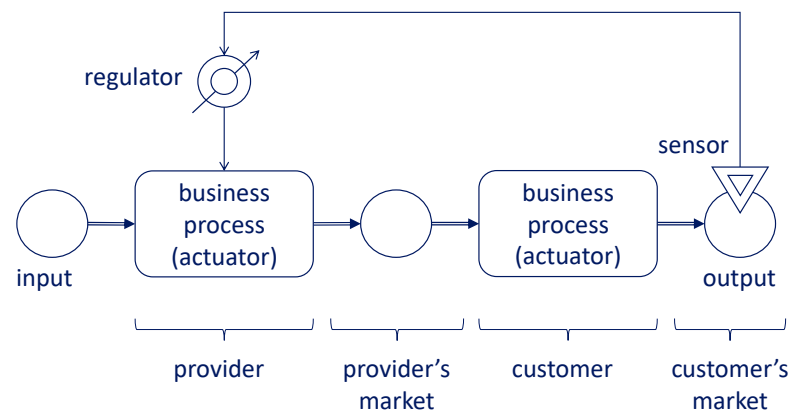 regulator
sensor
business
process
(actuator)
business
process
(actuator)
input
output
provider
provider’s
market
customer
customer’s
market